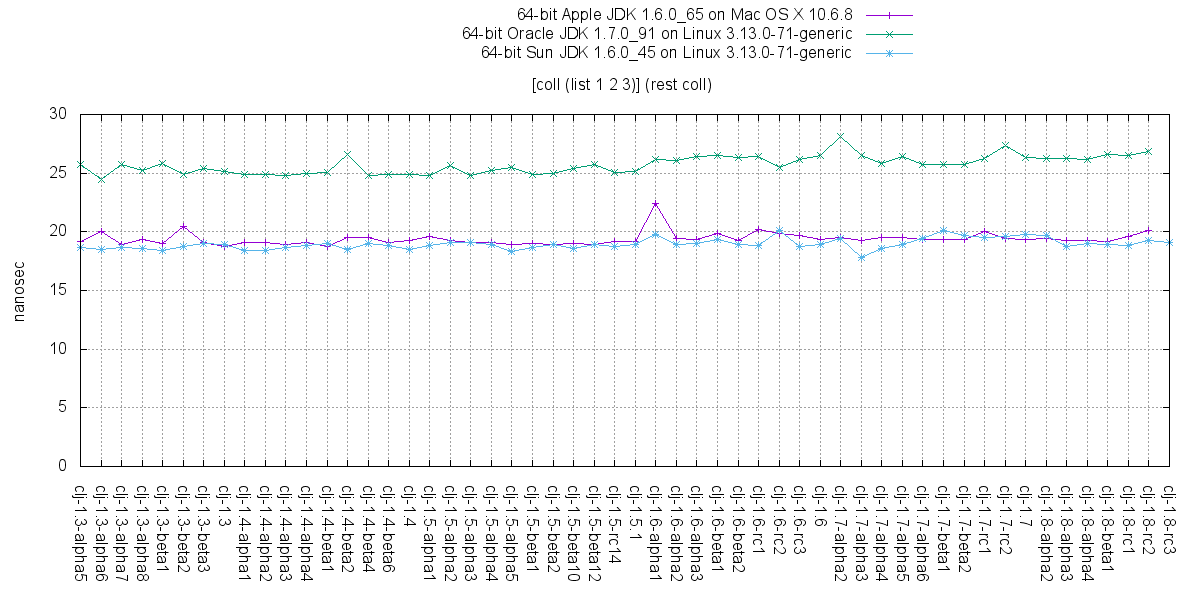 64-bit Apple JDK 1.6.0_65 on Mac OS X 10.6.8
64-bit Oracle JDK 1.7.0_91 on Linux 3.13.0-71-generic
64-bit Sun JDK 1.6.0_45 on Linux 3.13.0-71-generic
[coll (list 1 2 3)] (rest coll)
30
25
20
15
10
5
0
nanosec
clj-1.3-alpha5
clj-1.3-alpha6
clj-1.3-alpha7
clj-1.3-alpha8
clj-1.3-beta1
clj-1.3-beta2
clj-1.3-beta3
clj-1.3
clj-1.4-alpha1
clj-1.4-alpha2
clj-1.4-alpha3
clj-1.4-alpha4
clj-1.4-beta1
clj-1.4-beta2
clj-1.4-beta4
clj-1.4-beta6
clj-1.4
clj-1.5-alpha1
clj-1.5-alpha2
clj-1.5-alpha3
clj-1.5-alpha4
clj-1.5-alpha5
clj-1.5-beta1
clj-1.5-beta2
clj-1.5-beta10
clj-1.5-beta12
clj-1.5-rc14
clj-1.5.1
clj-1.6-alpha1
clj-1.6-alpha2
clj-1.6-alpha3
clj-1.6-beta1
clj-1.6-beta2
clj-1.6-rc1
clj-1.6-rc2
clj-1.6-rc3
clj-1.6
clj-1.7-alpha2
clj-1.7-alpha3
clj-1.7-alpha4
clj-1.7-alpha5
clj-1.7-alpha6
clj-1.7-beta1
clj-1.7-beta2
clj-1.7-rc1
clj-1.7-rc2
clj-1.7
clj-1.8-alpha2
clj-1.8-alpha3
clj-1.8-alpha4
clj-1.8-beta1
clj-1.8-rc1
clj-1.8-rc2
clj-1.8-rc3